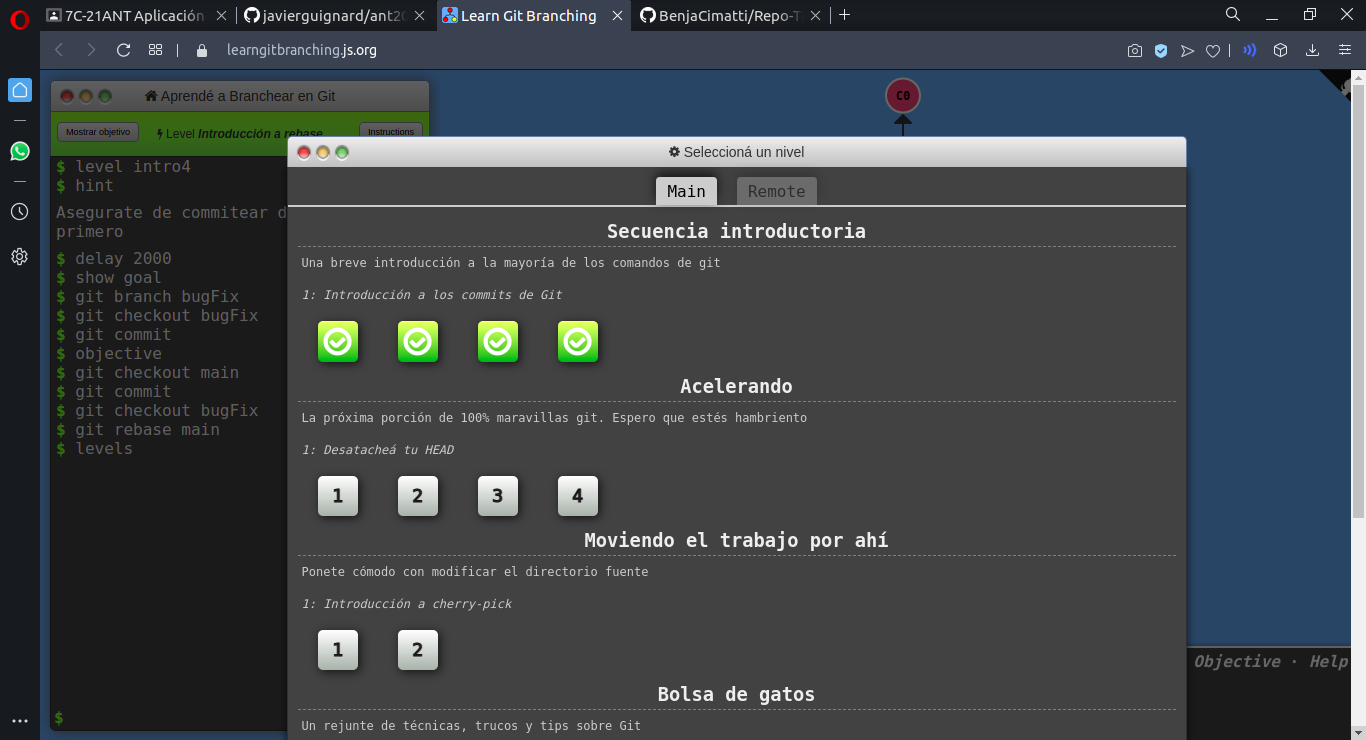 7C-21ANT Aplicación
javierguignard/ant20
Learn Git Branching
BenjaCimatti/Repo-T
learngitbranching.js.org
Aprendé a Branchear en Git
Mostrar objetivo
Level Introducción a rebase
Instructions
$ level intro4
$ hint
Asegurate de commitear d
primero
$ delay 2000
$ show goal
$ git branch bugFix
$ git checkout bugFix
$ git commit
$ objective
$ git checkout main
$ git commit
$ git checkout bugFix
$ git rebase main
$ levels
$
C0
Seleccioná un nivel
Main
Remote
Secuencia introductoria
Una breve introducción a la mayoría de los comandos de git
1: Introducción a los commits de Git
Acelerando
La próxima porción de 100% maravillas git. Espero que estés hambriento
1: Desatacheá tu HEAD
1 2 3 4
Moviendo el trabajo por ahí
Ponete cómodo con modificar el directorio fuente
1: Introducción a cherry-pick
1 2
Bolsa de gatos
Un rejunte de técnicas, trucos y tips sobre Git
Objective · Help